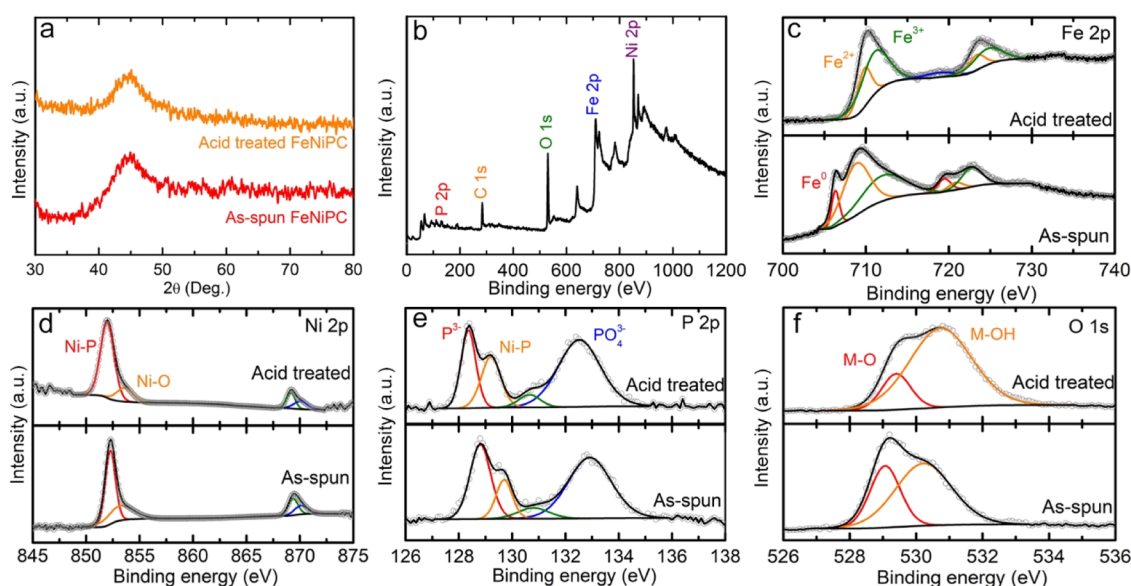 a
Intensity (a.u.)
Acid treated FeNiPC
As-spun FeNiPC
30 40 50 60 70 80
2θ (Deg.)
b
Intensity (a.u.)
P 2p
C 1s
O 1s
Fe 2p
Ni 2p
0 200 400 600 800 1000 1200
Binding energy (eV)
c
Fe 2p
Intensity (a.u.)
Fe²⁺
Fe³⁺
Acid treated
Fe⁰
As-spun
700 710 720 730 740
Binding energy (eV)
d
Ni 2p
Intensity (a.u.)
Ni-P
Ni-O
Acid treated
Intensity (a.u.)
As-spun
845 850 855 860 865 870 875
Binding energy (eV)
e
P 2p
Intensity (a.u.)
P³⁻
Ni-P
PO₄³⁻
Acid treated
Intensity (a.u.)
As-spun
126 128 130 132 134 136 138
Binding energy (eV)
f
O 1s
Intensity (a.u.)
M-O
M-OH
Acid treated
As-spun
526 528 530 532 534 536
Binding energy (eV)